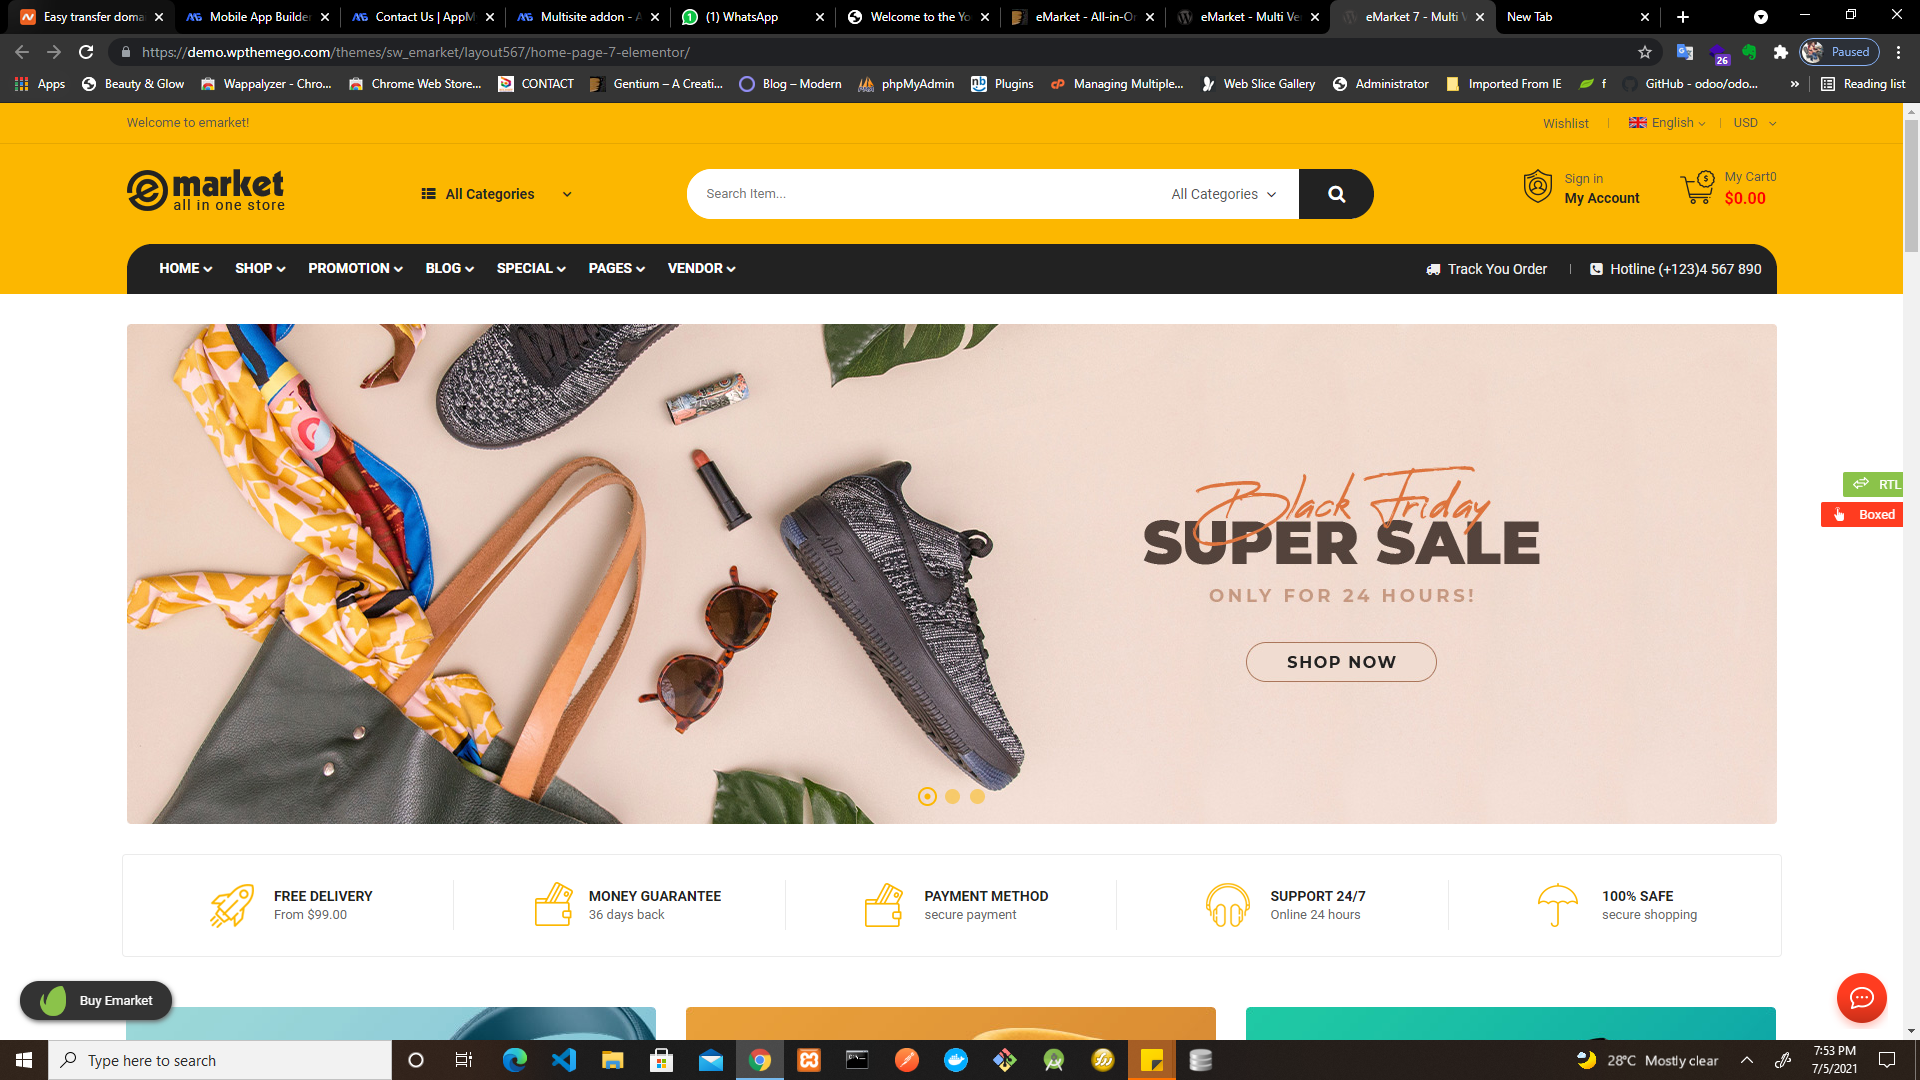 Easy transfer doma
Mobile App Builder
Contact Us | AppM
Multisite addon - A
(1) WhatsApp
Welcome to the Yo
eMarket - All-in-O
eMarket - Multi Ve
eMarket 7 - Multi V
New Tab
https://demo.wpthemego.com/themes/sw_emarket/layout567/home-page-7-elementor/
26
Paused
Apps
Beauty & Glow
Wappalyzer - Chro...
Chrome Web Store...
CONTACT
Gentium – A Creati...
Blog – Modern
phpMyAdmin
Plugins
Managing Multiple...
Web Slice Gallery
Administrator
Imported From IE
f
GitHub - odoo/odo...
»
Reading list
Welcome to emarket!
Wishlist
English
USD
e market
all in one store
All Categories
Search Item...
All Categories
Sign in
My Account
My Cart0
$0.00
HOME
SHOP
PROMOTION
BLOG
SPECIAL
PAGES
VENDOR
Track You Order
Hotline (+123)4 567 890
AIR
Black Friday
SUPER SALE
ONLY FOR 24 HOURS!
SHOP NOW
RTL
Boxed
FREE DELIVERY
From $99.00
MONEY GUARANTEE
36 days back
PAYMENT METHOD
secure payment
SUPPORT 24/7
Online 24 hours
100% SAFE
secure shopping
Buy Emarket
Type here to search
28°C Mostly clear
7:53 PM
7/5/2021